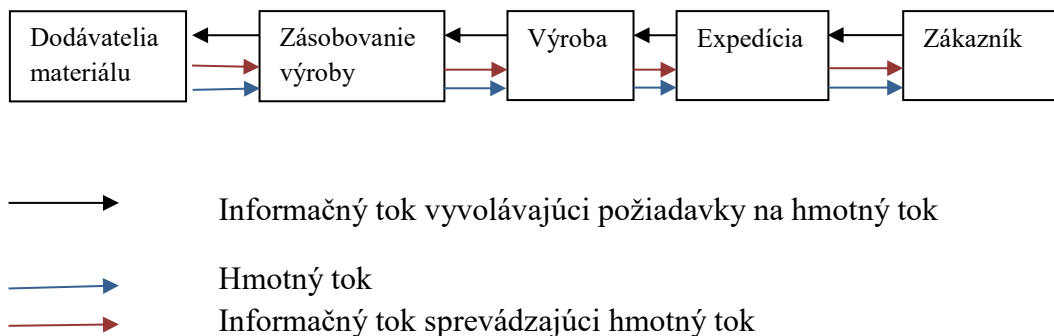 Dodávatelia
materiálu
Zásobovanie
výroby
Výroba
Expedícia
Zákazník
Informačný tok vyvolávajúci požiadavky na hmotný tok
Hmotný tok
Informačný tok sprevádzajúci hmotný tok